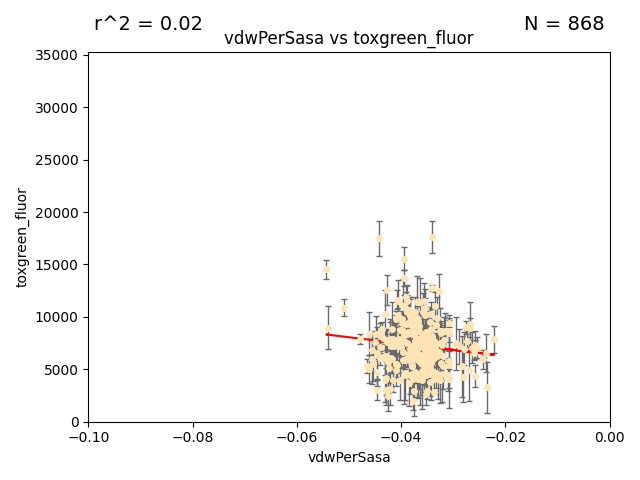 r^2 = 0.02
N = 868
vdwPerSasa vs toxgreen_fluor
toxgreen_fluor
35000
30000
25000
20000
15000
10000
5000
0
−0.10
−0.08
−0.06
−0.04
−0.02
0.00
vdwPerSasa